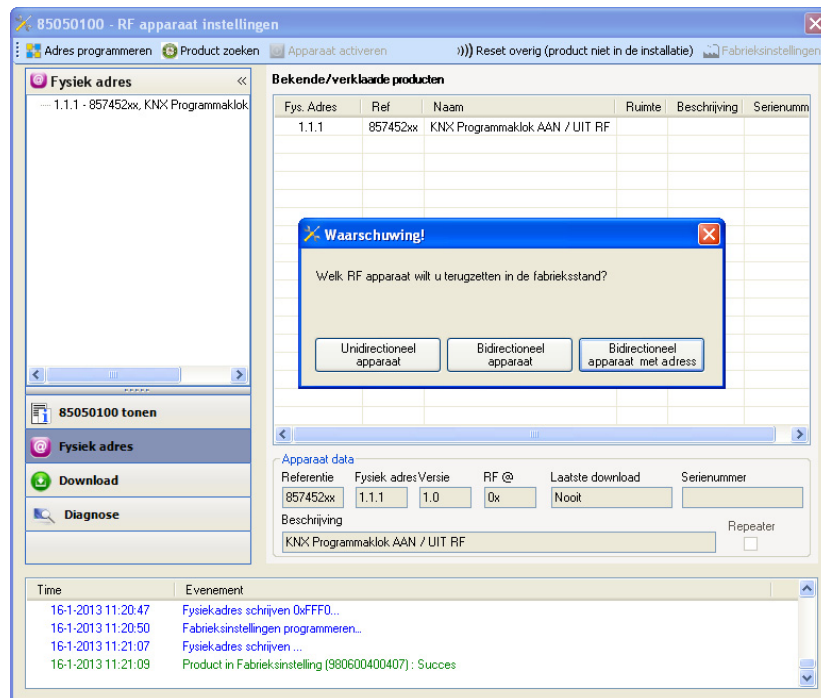 85050100 - RF apparaat instellingen
Adres programmeren Product zoeken Apparaat activeren Reset overig (product niet in de installatie) Fabrieksinstellingen
Fysiek adres
1.1.1 - 857452xx, KNX Programmaklok
Bekende/verklaarde producten
Fys. Adres Ref Naam Ruimte Beschrijving Serienumm
1.1.1 857452xx KNX Programmaklok AAN / UIT RF
Waarschuwing!
Welk RF apparaat wilt u terugzetten in de fabrieksstand?
Unidirectioneel apparaat
Bidirectioneel apparaat
Bidirectioneel apparaat met adress
85050100 tonen
Fysiek adres
Download
Diagnose
Apparaat data
Referentie Fysiek adres Versie RF @ Laatste download Serienummer
857452xx 1.1.1 1.0 0x Nooit
Beschrijving
KNX Programmaklok AAN / UIT RF
Repeater
Time Evenement
16-1-2013 11:20:47 Fysiekadres schrijven 0xFFF0...
16-1-2013 11:20:50 Fabrieksinstellingen programmeren...
16-1-2013 11:21:07 Fysiekadres schrijven ...
16-1-2013 11:21:09 Product in Fabrieksinstelling (980600400407) : Succes